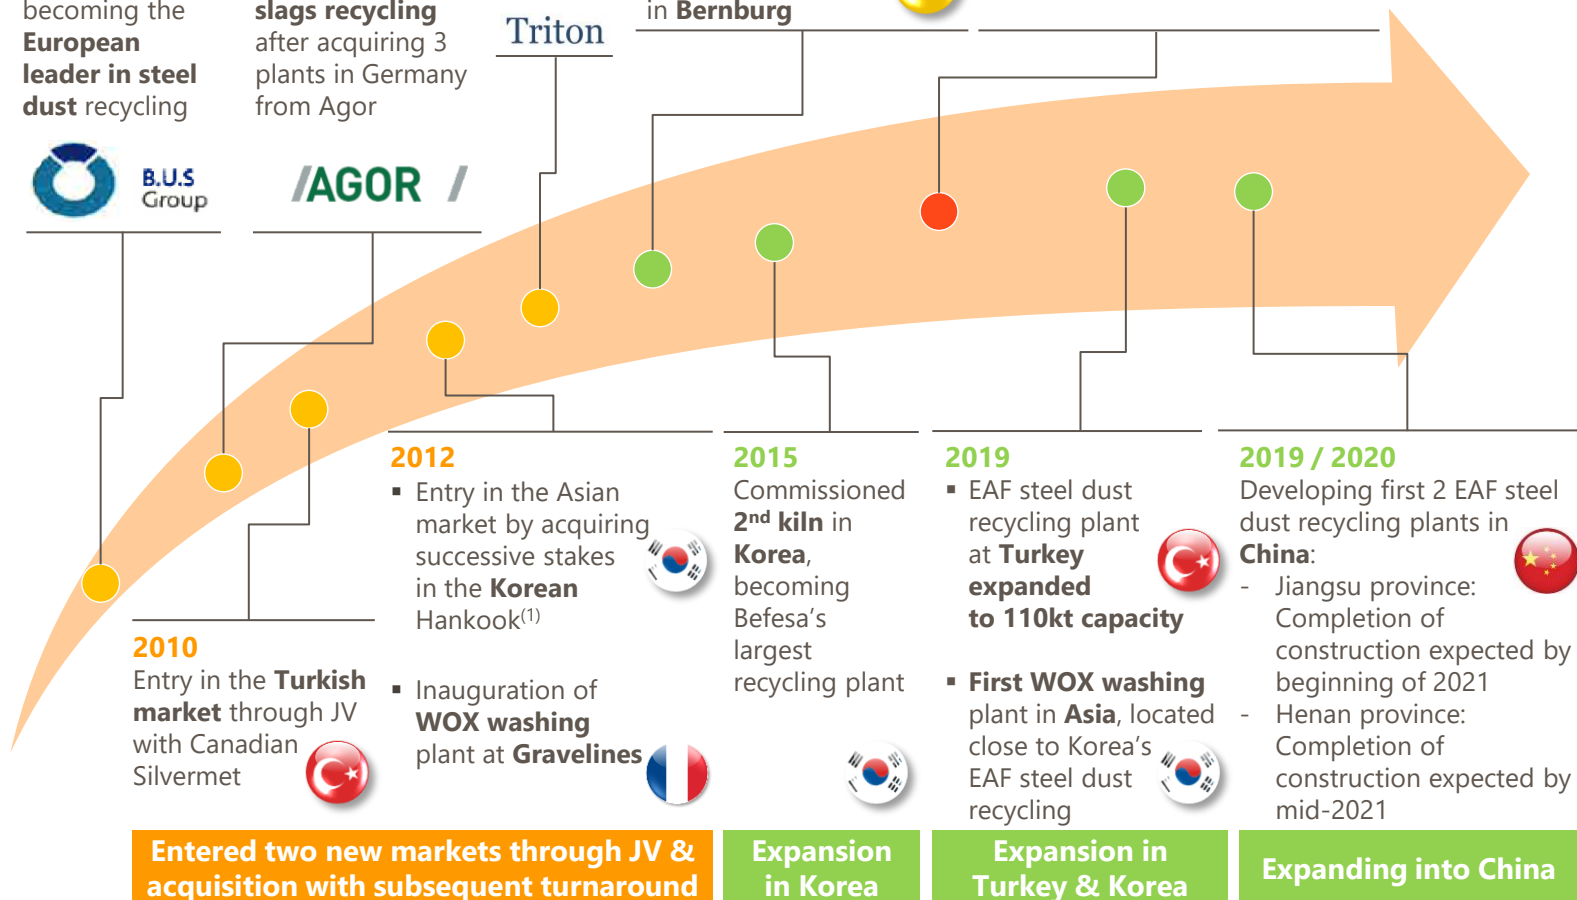 becoming the
European
leader in steel
dust recycling
B.U.S
Group
slags recycling
after acquiring 3
plants in Germany
from Agor
/AGOR /
Triton
in Bernburg
2010
Entry in the Turkish
market through JV
with Canadian
Silvermet
2012
▪ Entry in the Asian
market by acquiring
successive stakes
in the Korean
Hankook(1)
▪ Inauguration of
WOX washing
plant at Gravelines
2015
Commissioned
2nd kiln in
Korea,
becoming
Befesa's
largest
recycling plant
2019
▪ EAF steel dust
recycling plant
at Turkey
expanded
to 110kt capacity
▪ First WOX washing
plant in Asia, located
close to Korea's
EAF steel dust
recycling
2019 / 2020
Developing first 2 EAF steel
dust recycling plants in
China:
- Jiangsu province:
Completion of
construction expected by
beginning of 2021
- Henan province:
Completion of
construction expected by
mid-2021
Entered two new markets through JV &
acquisition with subsequent turnaround
Expansion
in Korea
Expansion in
Turkey & Korea
Expanding into China